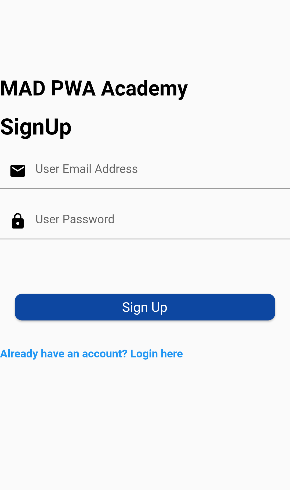 MAD PWA Academy
SignUp
User Email Address
User Password
Sign Up
Already have an account? Login here